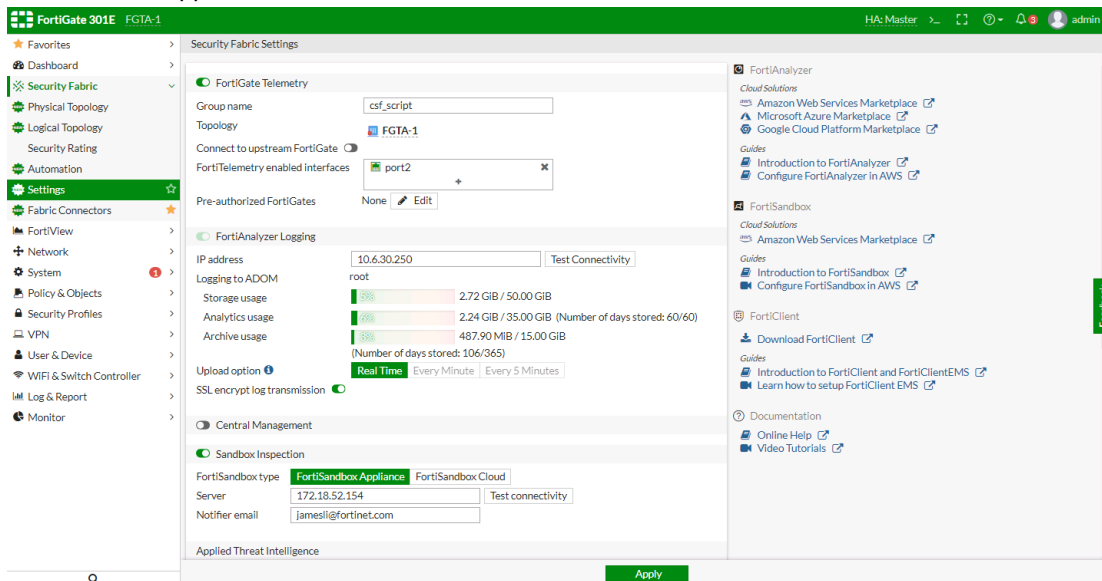 FortiGate 301E FGTA-1
HA: Master >_ 3 admin
Favorites
Dashboard
Security Fabric
Physical Topology
Logical Topology
Security Rating
Automation
Settings
Fabric Connectors
FortiView
Network
System 1
Policy & Objects
Security Profiles
VPN
User & Device
WiFi & Switch Controller
Log & Report
Monitor
Security Fabric Settings
FortiGate Telemetry
Group name csf_script
Topology FGTA-1
Connect to upstream FortiGate
FortiTelemetry enabled interfaces port2
+
Pre-authorized FortiGates None Edit
FortiAnalyzer Logging
IP address 10.6.30.250 Test Connectivity
Logging to ADOM root
Storage usage 2.72 GiB / 50.00 GiB
Analytics usage 2.24 GiB / 35.00 GiB (Number of days stored: 60/60)
Archive usage 487.90 MiB / 15.00 GiB
(Number of days stored: 106/365)
Upload option Real Time Every Minute Every 5 Minutes
SSL encrypt log transmission
Central Management
Sandbox Inspection
FortiSandbox type FortiSandbox Appliance FortiSandbox Cloud
Server 172.18.52.154 Test connectivity
Notifier email jamesli@fortinet.com
Applied Threat Intelligence
Apply
FortiAnalyzer
Cloud Solutions
Amazon Web Services Marketplace
Microsoft Azure Marketplace
Google Cloud Platform Marketplace
Guides
Introduction to FortiAnalyzer
Configure FortiAnalyzer in AWS
FortiSandbox
Cloud Solutions
Amazon Web Services Marketplace
Guides
Introduction to FortiSandbox
Configure FortiSandbox in AWS
FortiClient
Download FortiClient
Guides
Introduction to FortiClient and FortiClientEMS
Learn how to setup FortiClient EMS
Documentation
Online Help
Video Tutorials